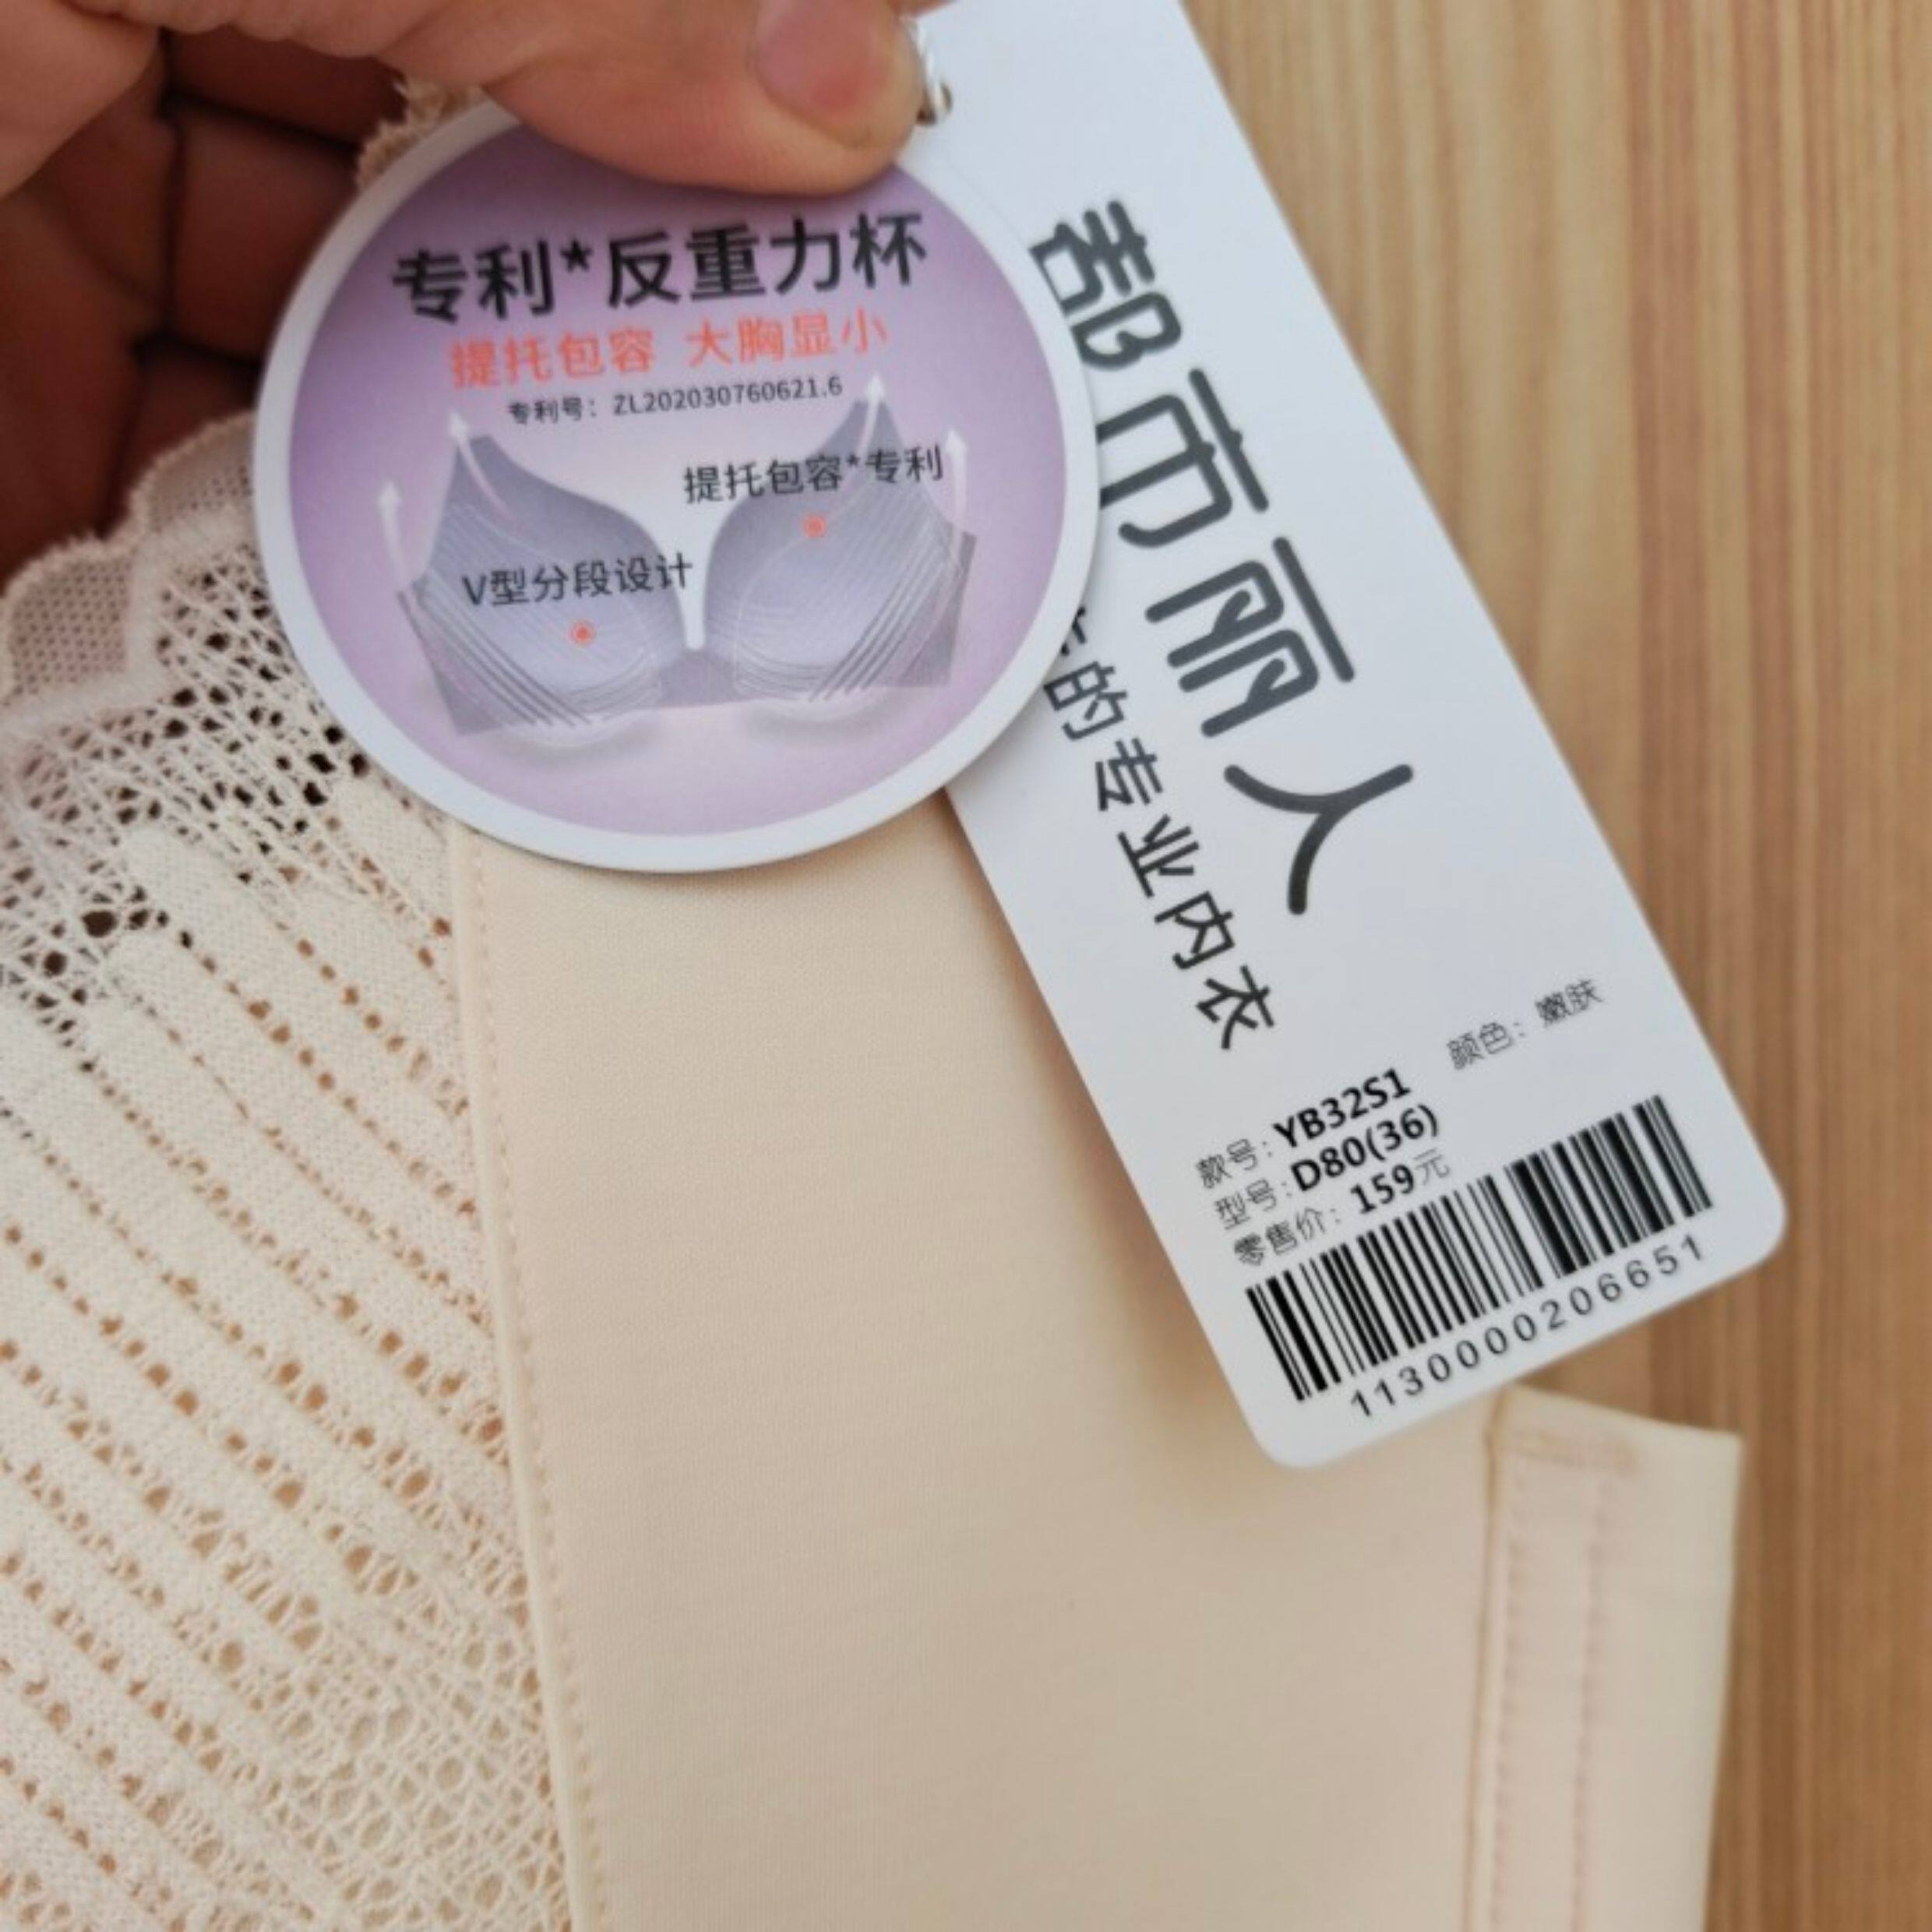 专利*反重力杯
提托包容 大胸显小
专利号：ZL202030760621.6
提托包容*专利
V型分段设计
都市丽人
的专业内衣
颜色：嫩肤
款号：YB32S1
型号：D80(36)
零售价：159元
1130000206651